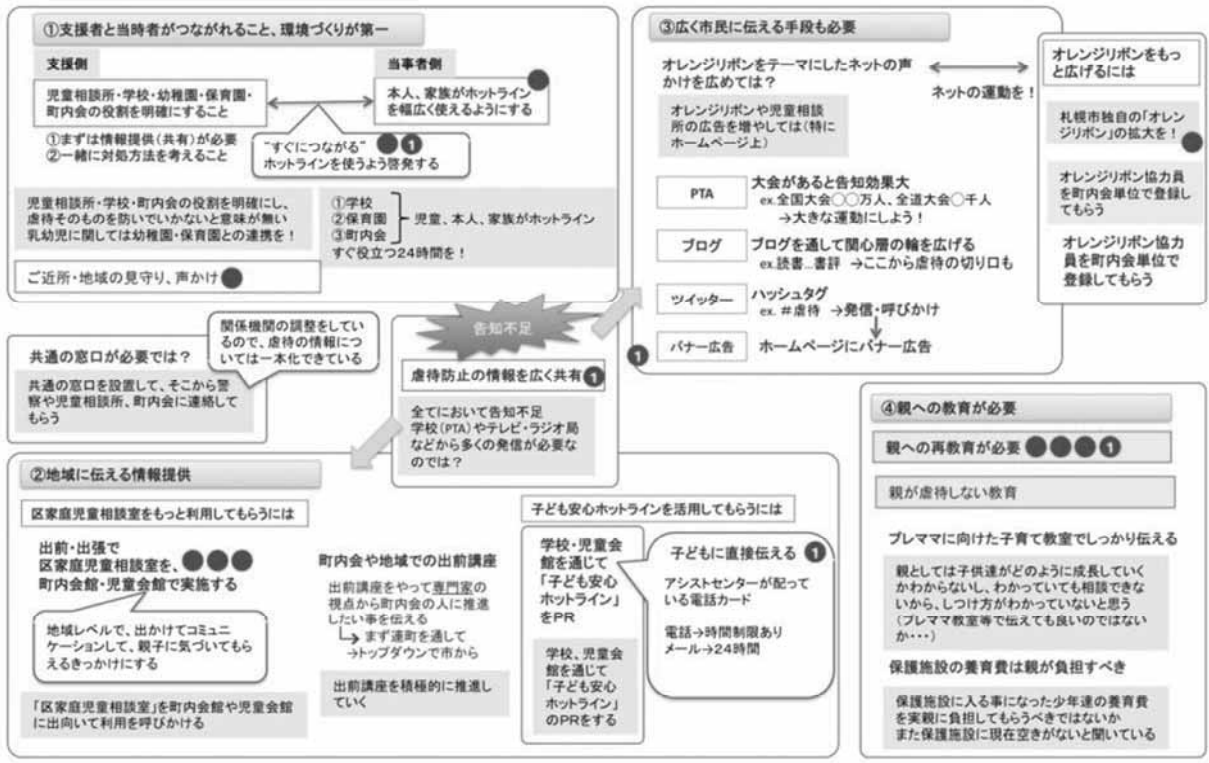 ①支援者と当時者がつながれること、環境づくりが第一
支援側
児童相談所・学校・幼稚園・保育園・
町内会の役割を明確にすること
①まずは情報提供(共有)が必要
②一緒に対処方法を考えること
当事者側
本人、家族がホットライン
を幅広く使えるようにする
“すぐにつながる” ❶
ホットラインを使うよう啓発する
児童相談所・学校・町内会の役割を明確にし、
虐待そのものを防いでいかないと意味が無い
乳幼児に関しては幼稚園・保育園との連携を!
①学校
②保育園
③町内会
児童、本人、家族がホットライン
すぐ役立つ24時間を!
ご近所・地域の見守り、声かけ
共通の窓口が必要では?
共通の窓口を設置して、そこから警
察や児童相談所、町内会に連絡して
もらう
関係機関の調整をしてい
るので、虐待の情報につ
いては一本化できている
告知不足
虐待防止の情報を広く共有❶
全てにおいて告知不足
学校(PTA)やテレビ・ラジオ局
などから多くの発信が必要な
のでは?
②地域に伝える情報提供
区家庭児童相談室をもっと利用してもらうには
出前・出張で
区家庭児童相談室を、
町内会館・児童会館で実施する
地域レベルで、出かけてコミュニ
ケーションして、親子に気づいてもら
えるきっかけにする
「区家庭児童相談室」を町内会館や児童会館
に出向いて利用を呼びかける
町内会や地域での出前講座
出前講座をやって専門家の
視点から町内会の人に推進
したい事を伝える
まず連町を通して
→トップダウンで市から
出前講座を積極的に推進し
ていく
子ども安心ホットラインを活用してもらうには
学校・児童会
館を通じて
「子ども安心
ホットライン」
をPR
学校、児童会
館を通じて
「子ども安心
ホットライン」
のPRをする
子どもに直接伝える ❶
アシストセンターが配って
いる電話カード
電話→時間制限あり
メール→24時間
③広く市民に伝える手段も必要
オレンジリボンをテーマにしたネットの声
かけを広めては?
オレンジリボンや児童相談
所の広告を増やしては(特に
ホームページ上)
ネットの運動を!
PTA
大会があると告知効果大
ex.全国大会◯◯万人、全道大会◯千人
→大きな運動にしよう!
ブログ
ブログを通して関心層の輪を広げる
ex.読書…書評 →ここから虐待の切り口も
ツイッター
ハッシュタグ
ex. #虐待 →発信・呼びかけ
❶
バナー広告
ホームページにバナー広告
オレンジリボンをもっ
と広げるには
札幌市独自の「オレン
ジリボン」の拡大を!
オレンジリボン協力員
を町内会単位で登録し
てもらう
オレンジリボン協力
員を町内会単位で
登録してもらう
④親への教育が必要
親への再教育が必要 ❶
親が虐待しない教育
プレママに向けた子育て教室でしっかり伝える
親としては子供達がどのように成長していく
かわからないし、わかっていても相談できな
いから、しつけ方がわかっていないと思う
(プレママ教室等で伝えても良いのではない
か・・・)
保護施設の養育費は親が負担すべき
保護施設に入る事になった少年達の養育費
を実親に負担してもらうべきではないか
また保護施設に現在空きがないと聞いている